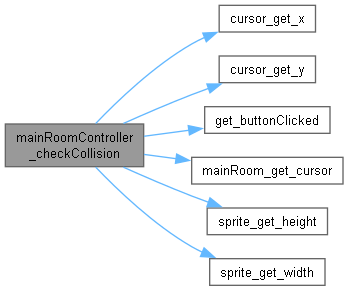 mainRoomController
_checkCollision
cursor_get_x
cursor_get_y
get_buttonClicked
mainRoom_get_cursor
sprite_get_height
sprite_get_width